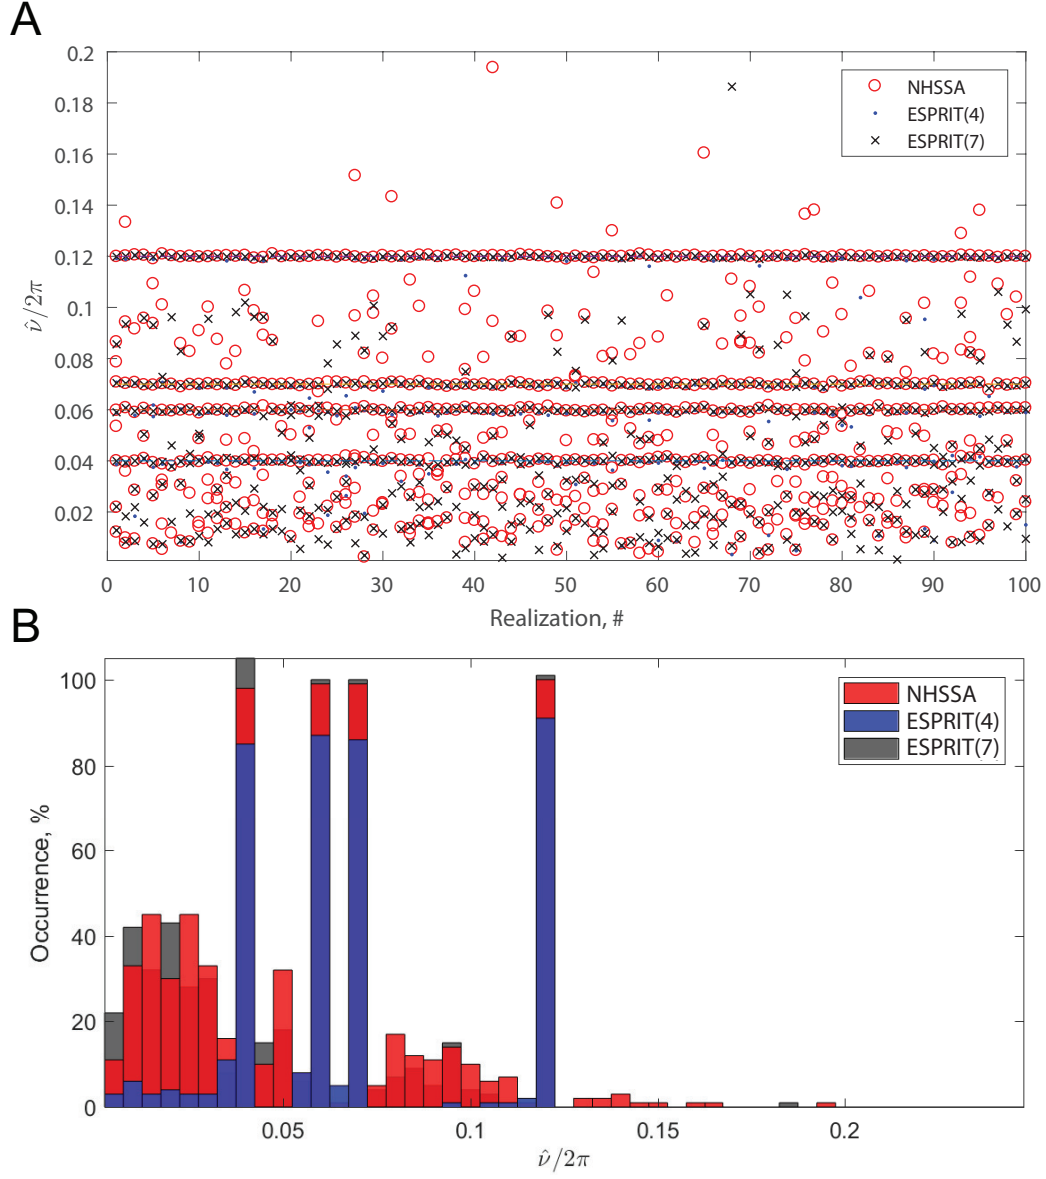 A
0.2
0.18
0.16
0.14
0.12
0.1
0.08
0.06
0.04
0.02
ν̂/2π
NHSSA
ESPRIT(4)
ESPRIT(7)
0 10 20 30 40 50 60 70 80 90 100
Realization, #
B
100
80
60
40
20
0
Occurrence, %
NHSSA
ESPRIT(4)
ESPRIT(7)
0.05 0.1 0.15 0.2
ν̂/2π